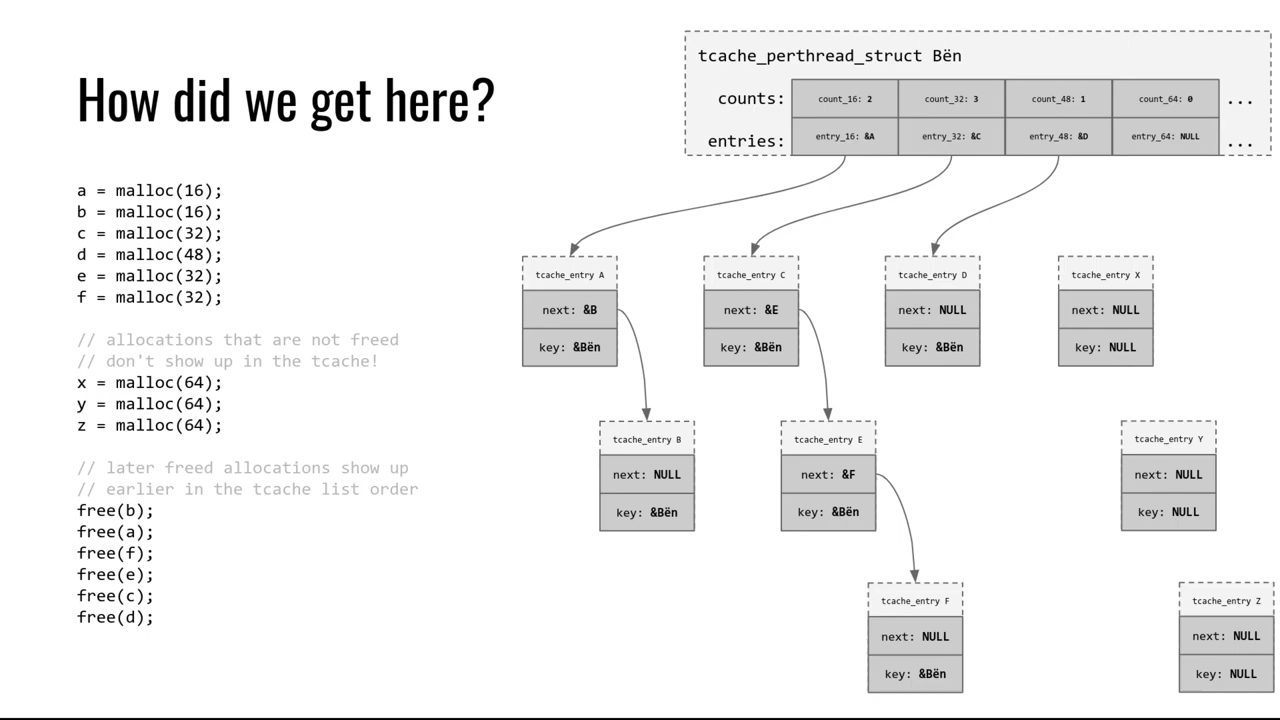 How did we get here?
a = malloc(16);
b = malloc(16);
c = malloc(32);
d = malloc(48);
e = malloc(32);
f = malloc(32);
// allocations that are not freed
// don't show up in the tcache!
x = malloc(64);
y = malloc(64);
z = malloc(64);
// later freed allocations show up
// earlier in the tcache list order
free(b);
free(a);
free(f);
free(e);
free(c);
free(d);
tcache_perthread_struct Bën
counts: count_16: 2 count_32: 3 count_48: 1 count_64: 0 ...
entries: entry_16: &A entry_32: &C entry_48: &D entry_64: NULL ...
tcache_entry A
next: &B
key: &Bën
tcache_entry C
next: &E
key: &Bën
tcache_entry D
next: NULL
key: &Bën
tcache_entry X
next: NULL
key: NULL
tcache_entry B
next: NULL
key: &Bën
tcache_entry E
next: &F
key: &Bën
tcache_entry Y
next: NULL
key: NULL
tcache_entry F
next: NULL
key: &Bën
tcache_entry Z
next: NULL
key: NULL